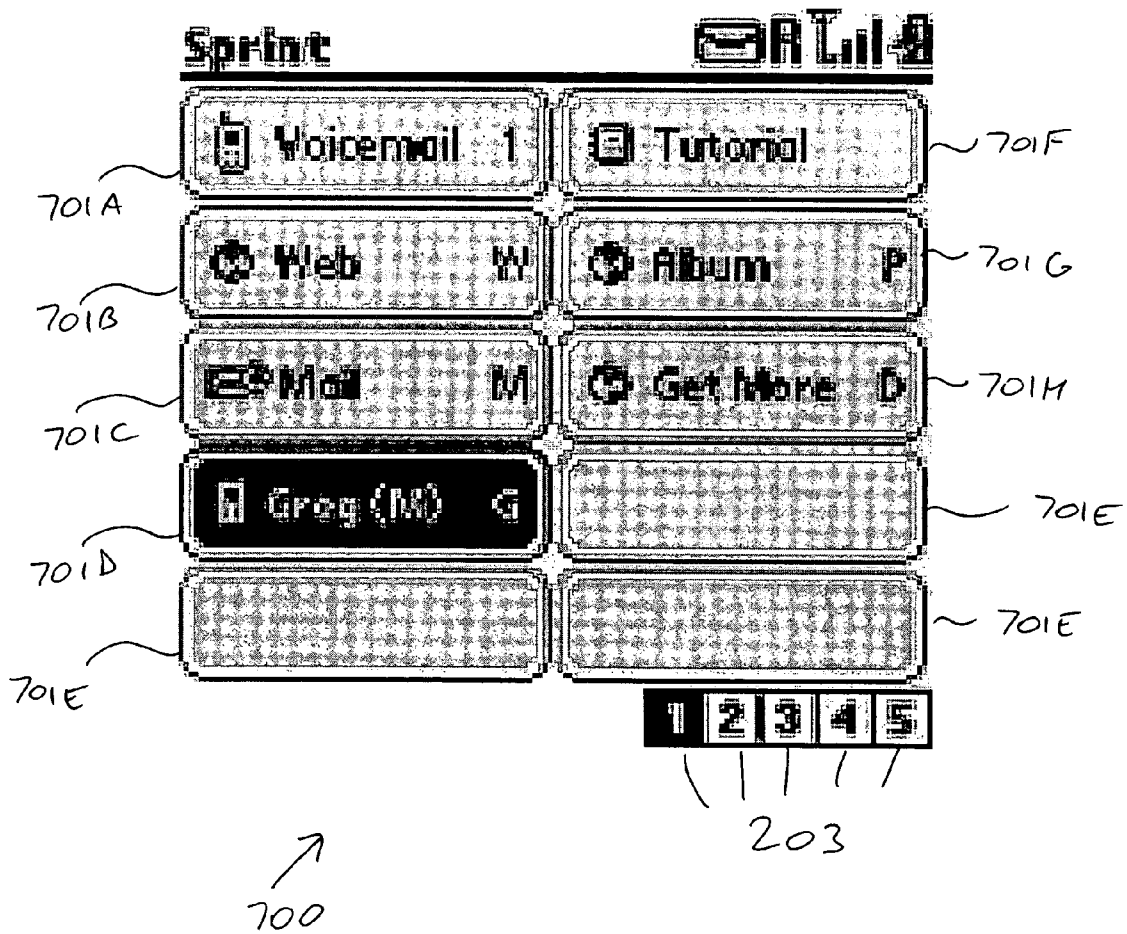 Sprint
Voicemail 1 Tutorial
701A 701F
Web W Album P
701B 701G
Mail M Get More D
701C 701H
Greg (M) G
701D 701E
701E 701E
1 2 3 4 5
203
700